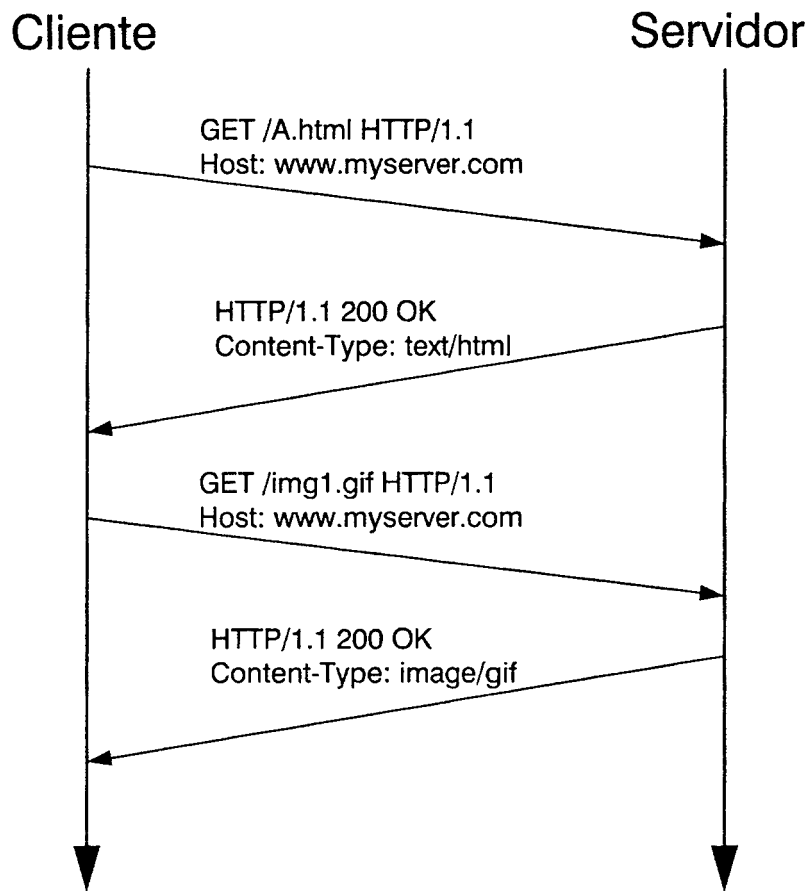 Cliente
Servidor
GET /A.html HTTP/1.1
Host: www.myserver.com
HTTP/1.1 200 OK
Content-Type: text/html
GET /img1.gif HTTP/1.1
Host: www.myserver.com
HTTP/1.1 200 OK
Content-Type: image/gif